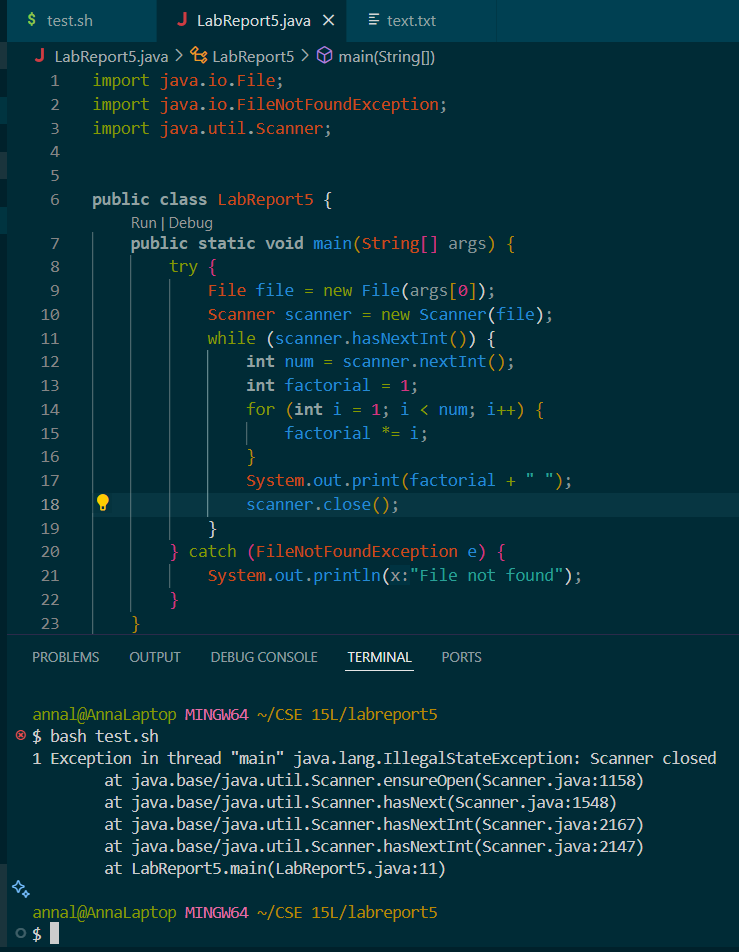 $ test.sh J LabReport5.java × text.txt
J LabReport5.java > LabReport5 > main(String[])
1 import java.io.File;
2 import java.io.FileNotFoundException;
3 import java.util.Scanner;
4
5
6 public class LabReport5 {
Run | Debug
7 public static void main(String[] args) {
8 try {
9 File file = new File(args[0]);
10 Scanner scanner = new Scanner(file);
11 while (scanner.hasNextInt()) {
12 int num = scanner.nextInt();
13 int factorial = 1;
14 for (int i = 1; i < num; i++) {
15 factorial *= i;
16 }
17 System.out.print(factorial + " ");
18 scanner.close();
19 }
20 } catch (FileNotFoundException e) {
21 System.out.println(x:"File not found");
22 }
23 }
PROBLEMS OUTPUT DEBUG CONSOLE TERMINAL PORTS
annal@AnnaLaptop MINGW64 ~/CSE 15L/labreport5
$ bash test.sh
1 Exception in thread "main" java.lang.IllegalStateException: Scanner closed
at java.base/java.util.Scanner.ensureOpen(Scanner.java:1158)
at java.base/java.util.Scanner.hasNext(Scanner.java:1548)
at java.base/java.util.Scanner.hasNextInt(Scanner.java:2167)
at java.base/java.util.Scanner.hasNextInt(Scanner.java:2147)
at LabReport5.main(LabReport5.java:11)
annal@AnnaLaptop MINGW64 ~/CSE 15L/labreport5
$